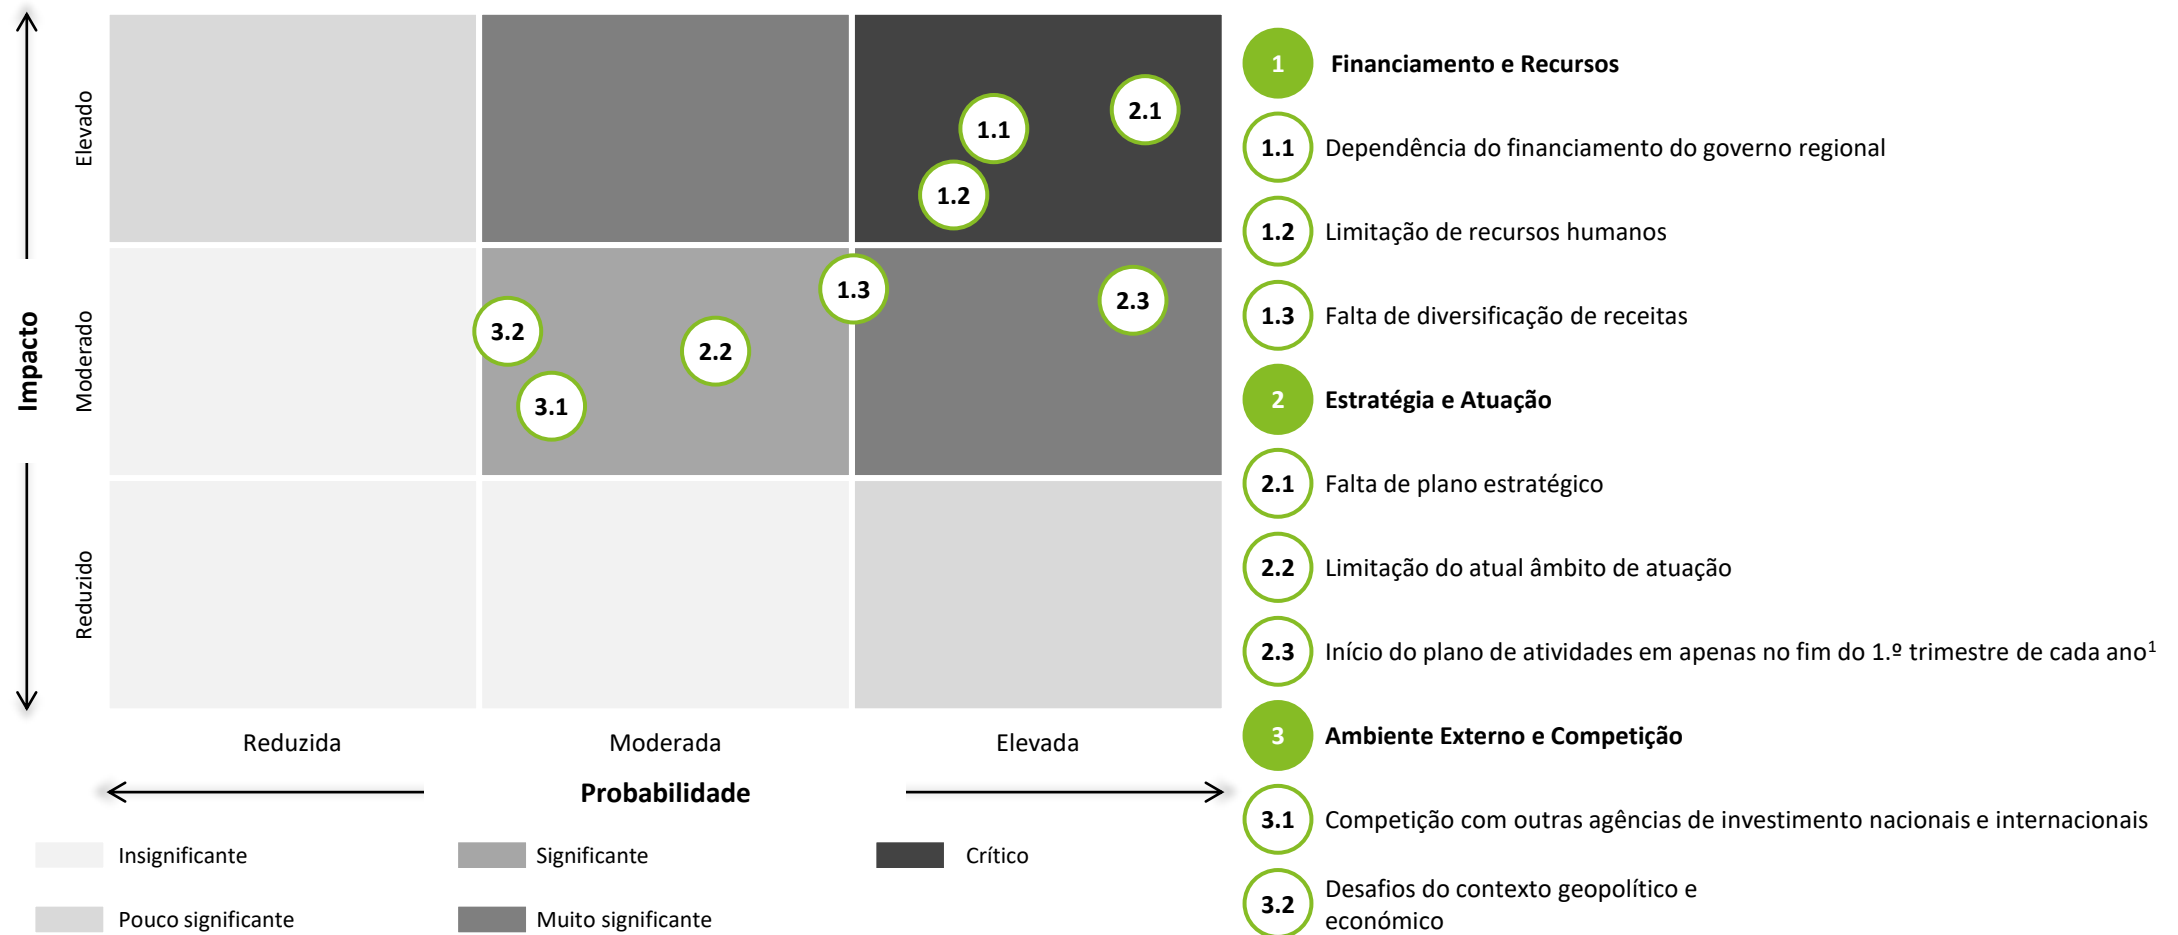 Impacto
Elevado
Moderado
Reduzido
2.1
1.1
1.2
1.3
2.3
3.2
2.2
3.1
Reduzida
Moderada
Elevada
Probabilidade
Insignificante
Significante
Crítico
Pouco significante
Muito significante
1 Financiamento e Recursos
1.1 Dependência do financiamento do governo regional
1.2 Limitação de recursos humanos
1.3 Falta de diversificação de receitas
2 Estratégia e Atuação
2.1 Falta de plano estratégico
2.2 Limitação do atual âmbito de atuação
2.3 Início do plano de atividades em apenas no fim do 1.º trimestre de cada ano¹
3 Ambiente Externo e Competição
3.1 Competição com outras agências de investimento nacionais e internacionais
3.2 Desafios do contexto geopolítico e
económico